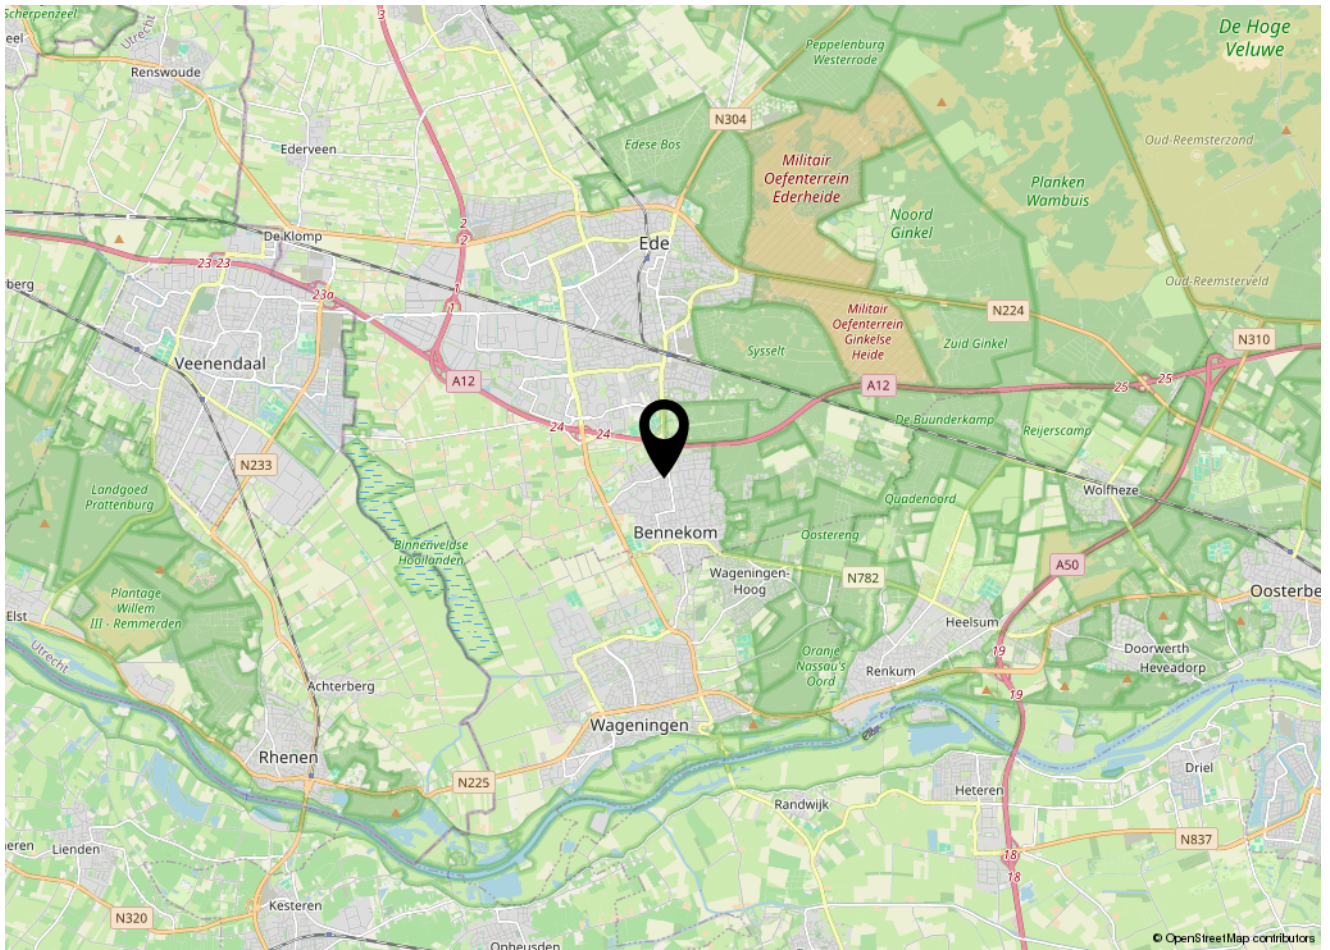 Scherpenzeel
eel
Utrecht
3
Renswoude
Peppelenburg
Westerrode
De Hoge
Veluwe
N304
Ederveen
Edese Bos
Militair
Oefenterrein
Ederheide
Oud-Reemsterzand
Planken
Wambuis
Noord
Ginkel
2
2
De Klomp
Ede
23
23
23a
1
1
Oud-Reemsterveld
rberg
N224
Militair
Oefenterrein
Ginkelse
Heide
Zuid Ginkel
N310
Sysselt
Veenendaal
A12
A12
25
25
De Buunderkamp
Reijerscamp
24
24
N233
Landgoed
Prattenburg
Quadenoord
Wolfheze
Bennekom
Oostereng
Binnenveldse
Hooilanden
A50
Wageningen-
Hoog
N782
Plantage
Willem
III - Remmerden
Elst
Oosterbe
Heelsum
Utrecht
Oranje
Nassau's
Oord
19
Doorwerth
Renkum
Heveadorp
Achterberg
19
Wageningen
Rhenen
Driel
N225
Heteren
Randwijk
N837
eren
Lienden
18
18
Kesteren
N320
Opheusden
© OpenStreetMap contributors